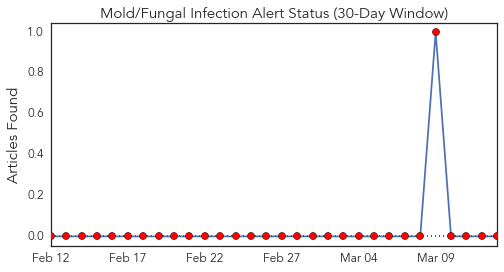 Mold/Fungal Infection Alert Status (30-Day Window)
Articles Found
1.0
0.8
0.6
0.4
0.2
0.0
Feb 12 Feb 17 Feb 22 Feb 27 Mar 04 Mar 09